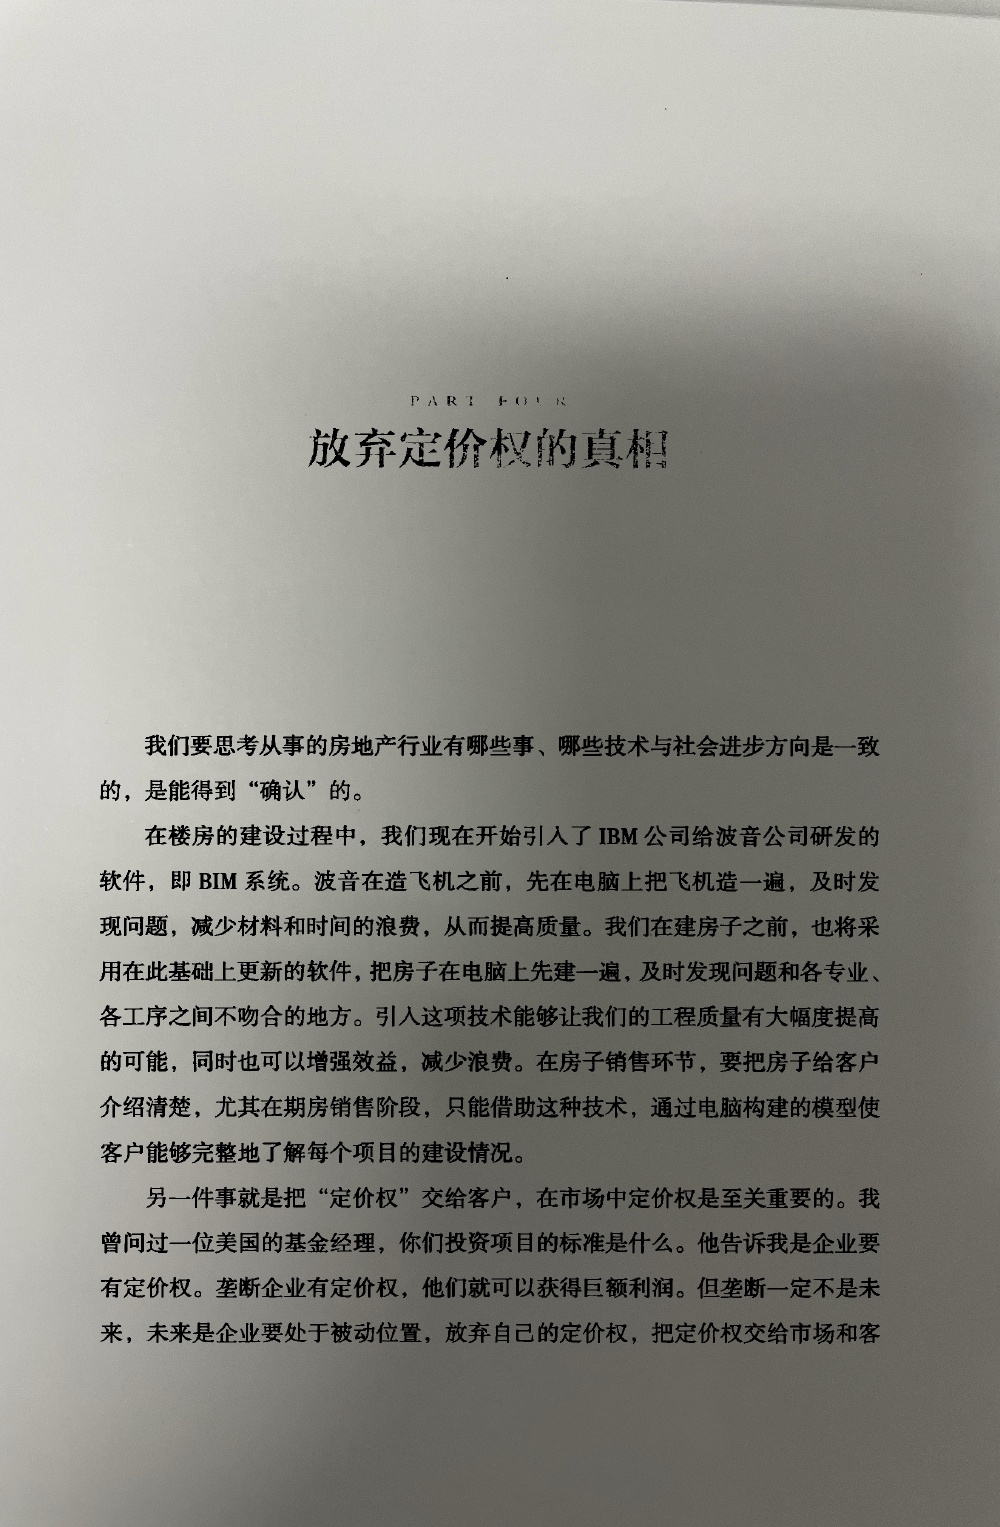 PART FOUR
放弃定价权的真相
我们要思考从事的房地产行业有哪些事、哪些技术与社会进步方向是一致
的，是能得到“确认”的。
在楼房的建设过程中，我们现在开始引入了 IBM 公司给波音公司研发的
软件，即 BIM 系统。波音在造飞机之前，先在电脑上把飞机造一遍，及时发
现问题，减少材料和时间的浪费，从而提高质量。我们在建房子之前，也将采
用在此基础上更新的软件，把房子在电脑上先建一遍，及时发现问题和各专业、
各工序之间不吻合的地方。引入这项技术能够让我们的工程质量有大幅度提高
的可能，同时也可以增强效益，减少浪费。在房子销售环节，要把房子给客户
介绍清楚，尤其在期房销售阶段，只能借助这种技术，通过电脑构建的模型使
客户能够完整地了解每个项目的建设情况。
另一件事就是把“定价权”交给客户，在市场中定价权是至关重要的。我
曾问过一位美国的基金经理，你们投资项目的标准是什么。他告诉我是企业要
有定价权。垄断企业有定价权，他们就可以获得巨额利润。但垄断一定不是未
来，未来是企业要处于被动位置，放弃自己的定价权，把定价权交给市场和客